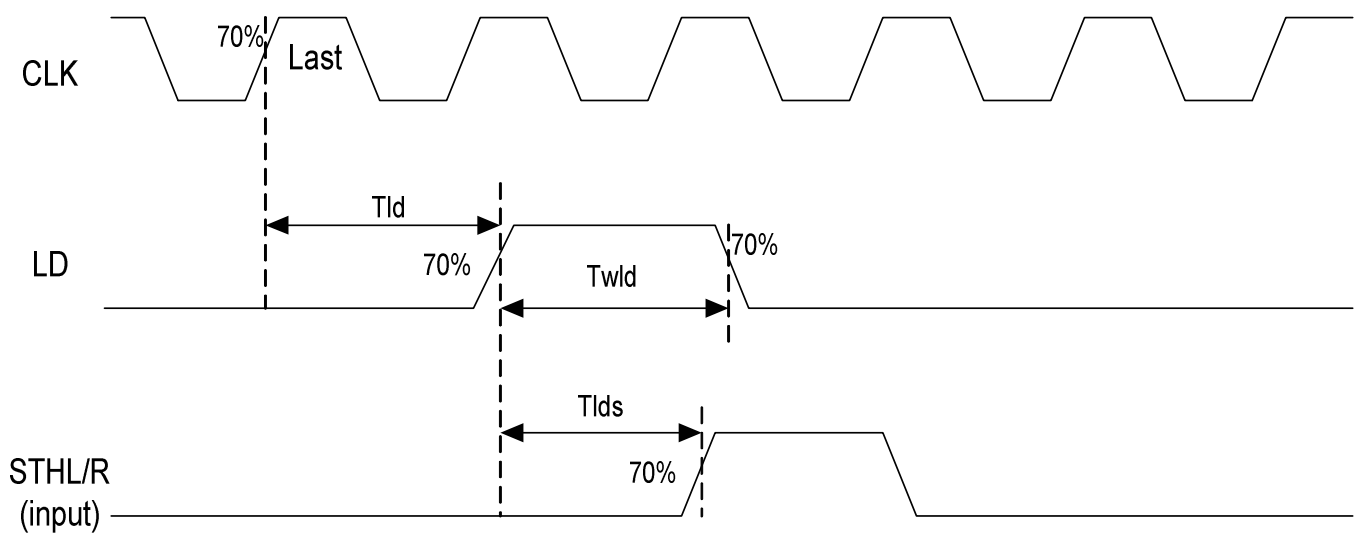 70%
Last
CLK
Tld
LD
70%
70%
Twld
Tlds
STHL/R
(input)
70%